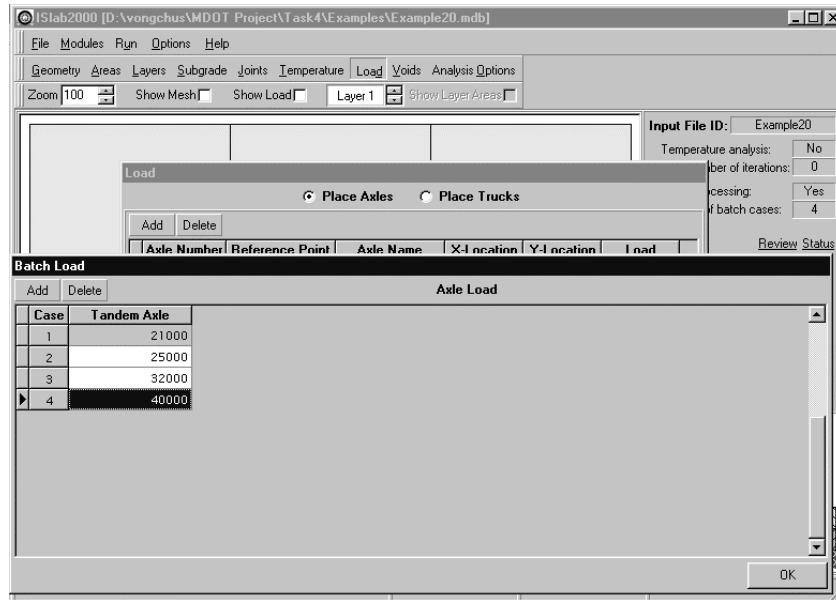 ISlab2000 [D:\vongchus\MDOT Project\Task4\Examples\Example20.mdb]
File Modules Run Options Help
Geometry Areas Layers Subgrade Joints Temperature Load Voids Analysis Options
Zoom 100 Show Mesh Show Load Layer 1 Show Layer Areas
Input File ID: Example20
Temperature analysis: No
ber of iterations: 0
cessing: Yes
f batch cases: 4
Review Status
Load
Place Axles Place Trucks
Add Delete
Axle Number Reference Point Axle Name X-Location Y-Location Load
Batch Load
Add Delete Axle Load
Case Tandem Axle
1 21000
2 25000
3 32000
4 40000
OK